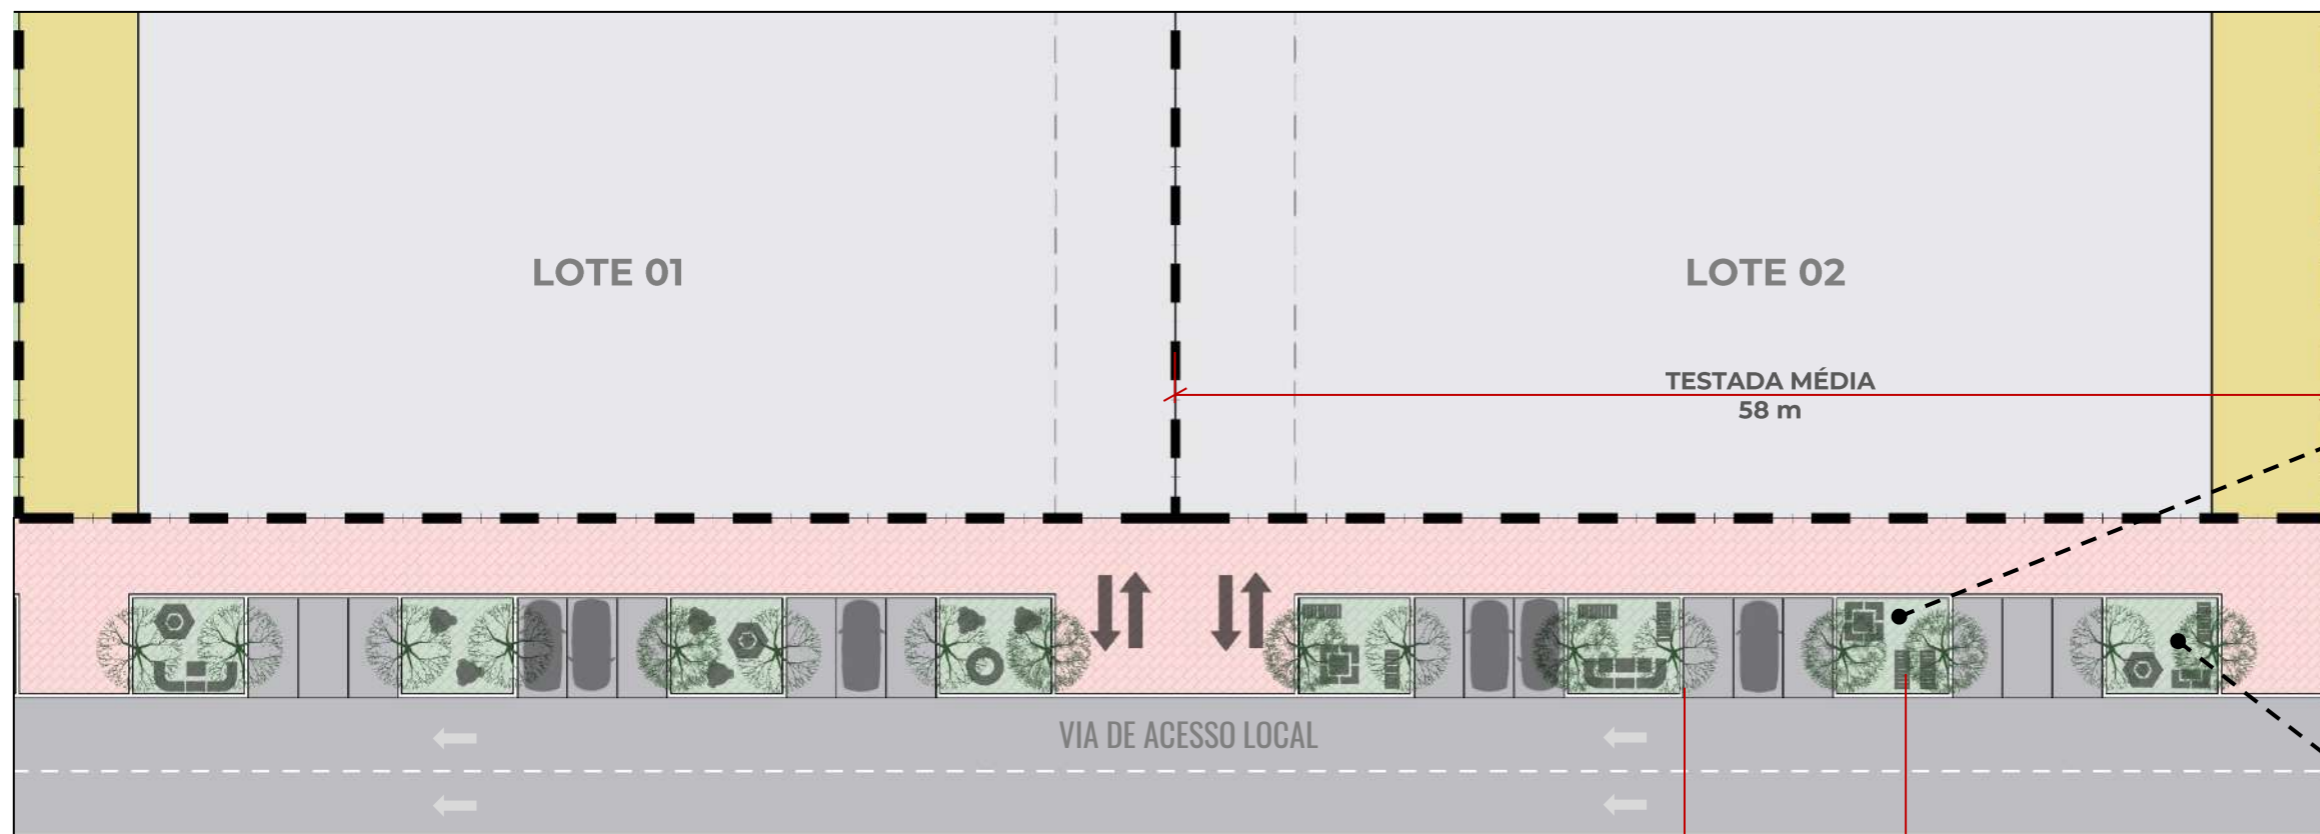 LOTE 01
LOTE 02
TESTADA MÉDIA
58 m
VIA DE ACESSO LOCAL